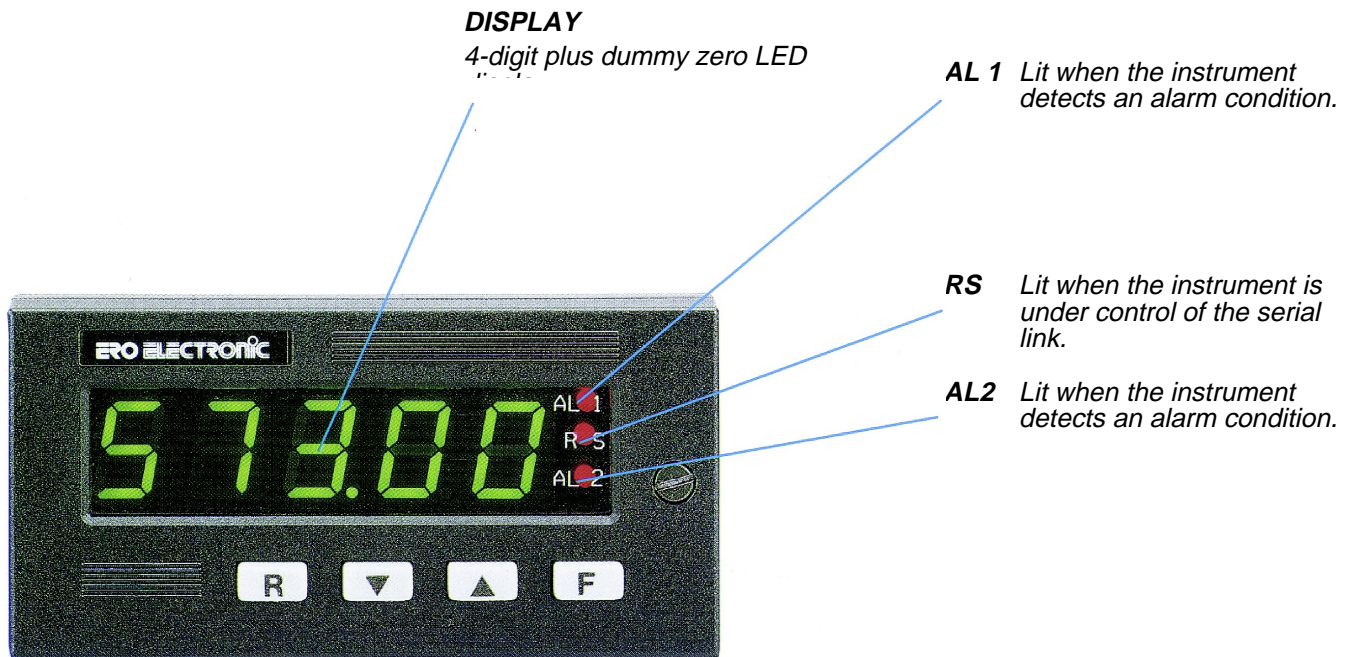 DISPLAY
4-digit plus dummy zero LED
AL 1 Lit when the instrument
detects an alarm condition.
RS Lit when the instrument is
under control of the serial
link.
AL2 Lit when the instrument
detects an alarm condition.
ERO ELECTRONIC
573.00
AL 1
R S
AL 2
R
▼
▲
F